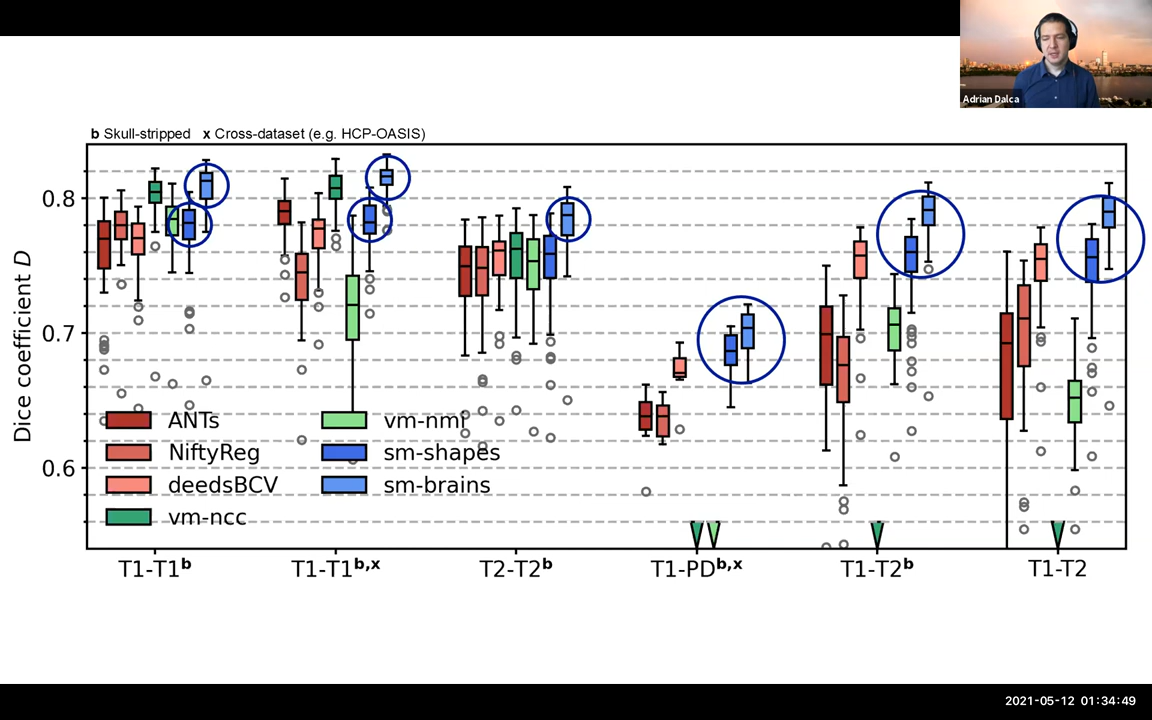 Adrian Dalca
b Skull-stripped x Cross-dataset (e.g. HCP-OASIS)
Dice coefficient D
0.8
0.7
0.6
ANTs
NiftyReg
deedsBCV
vm-ncc
vm-nmi
sm-shapes
sm-brains
T1-T1b
T1-T1b,x
T2-T2b
T1-PDb,x
T1-T2b
T1-T2
2021-05-12 01:34:49